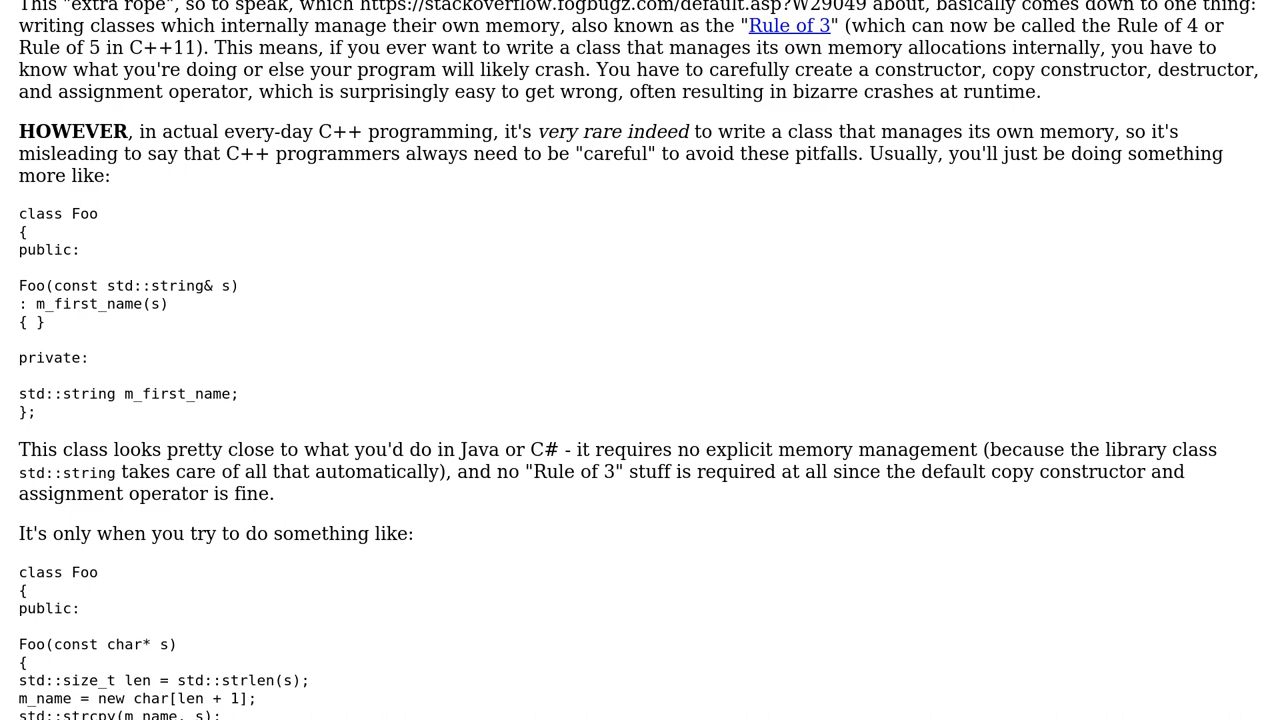 This "extra rope", so to speak, which https://stackoverflow.fogbugz.com/default.asp?W29049 about, basically comes down to one thing:
writing classes which internally manage their own memory, also known as the "Rule of 3" (which can now be called the Rule of 4 or
Rule of 5 in C++11). This means, if you ever want to write a class that manages its own memory allocations internally, you have to
know what you're doing or else your program will likely crash. You have to carefully create a constructor, copy constructor, destructor,
and assignment operator, which is surprisingly easy to get wrong, often resulting in bizarre crashes at runtime.
HOWEVER, in actual every-day C++ programming, it's very rare indeed to write a class that manages its own memory, so it's
misleading to say that C++ programmers always need to be "careful" to avoid these pitfalls. Usually, you'll just be doing something
more like:
class Foo
{
public:
Foo(const std::string& s)
: m_first_name(s)
{ }
private:
std::string m_first_name;
};
This class looks pretty close to what you'd do in Java or C# - it requires no explicit memory management (because the library class
std::string takes care of all that automatically), and no "Rule of 3" stuff is required at all since the default copy constructor and
assignment operator is fine.
It's only when you try to do something like:
class Foo
{
public:
Foo(const char* s)
{
std::size_t len = std::strlen(s);
m_name = new char[len + 1];
std::strcpy(m_name, s);